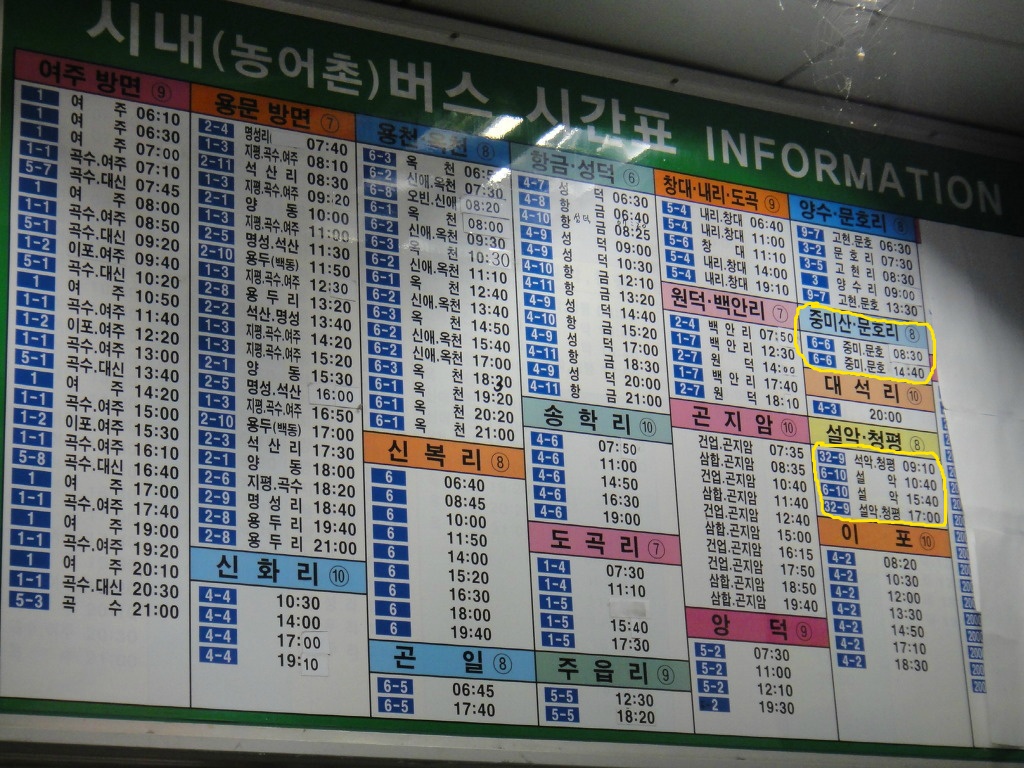 시내(농어촌)버스 시간표 INFORMATION
여주 방면 ⑨
1 여 주 06:10
1 여 주 06:30
1 여 주 07:00
1-1 곡수.여주 07:10
5-7 곡수.대신 07:45
1 여 주 08:00
1-1 곡수.여주 08:50
5-1 곡수.대신 09:20
1-2 이포.여주 09:40
5-1 곡수.대신 10:20
1 여 주 10:50
1-1 곡수.여주 11:40
1-2 이포.여주 12:20
1-1 곡수.여주 13:00
5-1 곡수.대신 13:40
1 여 주 14:20
1-1 곡수.여주 15:00
1-2 이포.여주 15:30
1-1 곡수.여주 16:10
5-8 곡수.대신 16:40
1 여 주 17:00
1-1 곡수.여주 17:40
1 여 주 19:00
1-1 곡수.여주 19:20
1 여 주 20:10
1-1 곡수.대신 20:30
5-3 곡 수 21:00
용문 방면 ⑦
2-4 명성리 07:40
1-3 지평.곡수.여주 08:10
2-11 석 산 리 08:30
1-3 지평.곡수.여주 09:20
2-1 양 동 10:00
1-3 지평.곡수.여주 11:00
2-5 명성.석산 11:30
2-6 용두(백동) 11:50
1-3 지평.곡수.여주 12:30
2-8 용 두 리 13:20
2-5 석산.명성 13:40
1-3 지평.곡수.여주 14:20
1-3 지평.곡수.여주 15:20
2-1 양 동 15:30
2-5 명성.석산 16:00
1-3 지평.곡수.여주 16:50
2-10 용두(백동) 17:00
2-3 석 산 리 17:30
2-1 양 동 18:00
2-6 지평.곡수 18:20
2-9 명 성 리 18:40
2-8 용 두 리 19:40
2-8 용 두 리 21:00
신 화 리 ⑩
4-4 10:30
4-4 14:00
4-4 17:00
4-4 19:10
용천·옥천 ⑧
6-3 옥 천 06:50
6-2 신애.옥천 07:30
6-8 오빈.신애 08:20
6-1 옥 천 08:00
6-2 신애.옥천 09:30
6-3 옥 천 10:30
6-2 신애.옥천 11:10
6-1 옥 천 12:40
6-2 신애.옥천 13:40
6-3 옥 천 14:50
6-2 신애.옥천 15:40
6-2 신애.옥천 17:00
6-3 옥 천 18:30
6-1 옥 천 19:20
6-1 옥 천 20:20
6-1 옥 천 21:00
신 복 리 ⑧
6 06:40
6 08:45
6 10:00
6 11:50
6 14:00
6 15:20
6 16:30
6 18:00
6 19:40
곤 일 ⑧
6-5 06:45
6-5 17:40
항금·성덕 ⑥
4-7 성 덕 06:30
4-8 항 금 06:40
4-10 항 성덕 금 08:25
4-9 성 덕 09:00
4-9 성 덕 10:30
4-10 항 금 12:10
4-11 항 금 13:20
4-9 성 덕 14:40
4-11 항 금 15:20
4-9 성 덕 17:00
4-11 항 금 18:30
4-9 성 덕 20:00
4-11 항 금 21:00
송 학 리 ⑩
4-6 07:50
4-6 11:00
4-6 14:50
4-6 16:30
4-6 19:00
도 곡 리 ⑦
1-4 07:30
1-4 11:10
1-5
1-5 15:40
1-5 17:30
주 읍 리 ⑨
5-5 12:30
5-5 18:20
창대·내리·도곡 ⑨
5-4 내리.창대 06:40
5-4 내리.창대 11:00
5-6 창 대 11:30
5-4 내리.창대 14:00
5-4 내리.창대 19:10
원덕·백안리 ⑦
2-4 백 안 리 07:50
1-7 백 안 리 12:30
2-7 원 덕 14:00
1-7 백 안 리 17:40
2-7 원 덕 18:10
곤 지 암 ⑩
건업.곤지암 07:35
삼합.곤지암 08:35
건업.곤지암 10:40
삼합.곤지암 11:40
건업.곤지암 12:40
삼합.곤지암 15:00
건업.곤지암 16:15
건업.곤지암 17:50
삼합.곤지암 18:50
삼합.곤지암 19:40
앙 덕 ⑨
5-2 07:30
5-2 11:00
5-2 12:10
2 19:30
양수·문호리 ⑧
9-7 고현.문호 06:30
3-2 문 호 리 07:30
3-5 고 현 리 08:30
3 양 수 리 09:00
9-7 고현.문호 13:30
중미산·문호리 ⑧
6-6 중미.문호 08:30
6-6 중미.문호 14:40
대 석 리 ⑩
4-3 20:00
설악·청평 ⑧
32-9 석악.청평 09:10
6-10 설 악 10:40
6-10 설 악 15:40
32-9 설악.청평 17:00
이 포 ⑩
4-2 08:20
4-2 10:30
4-2 12:00
4-2 13:30
4-2 14:50
4-2 17:10
4-2 18:30